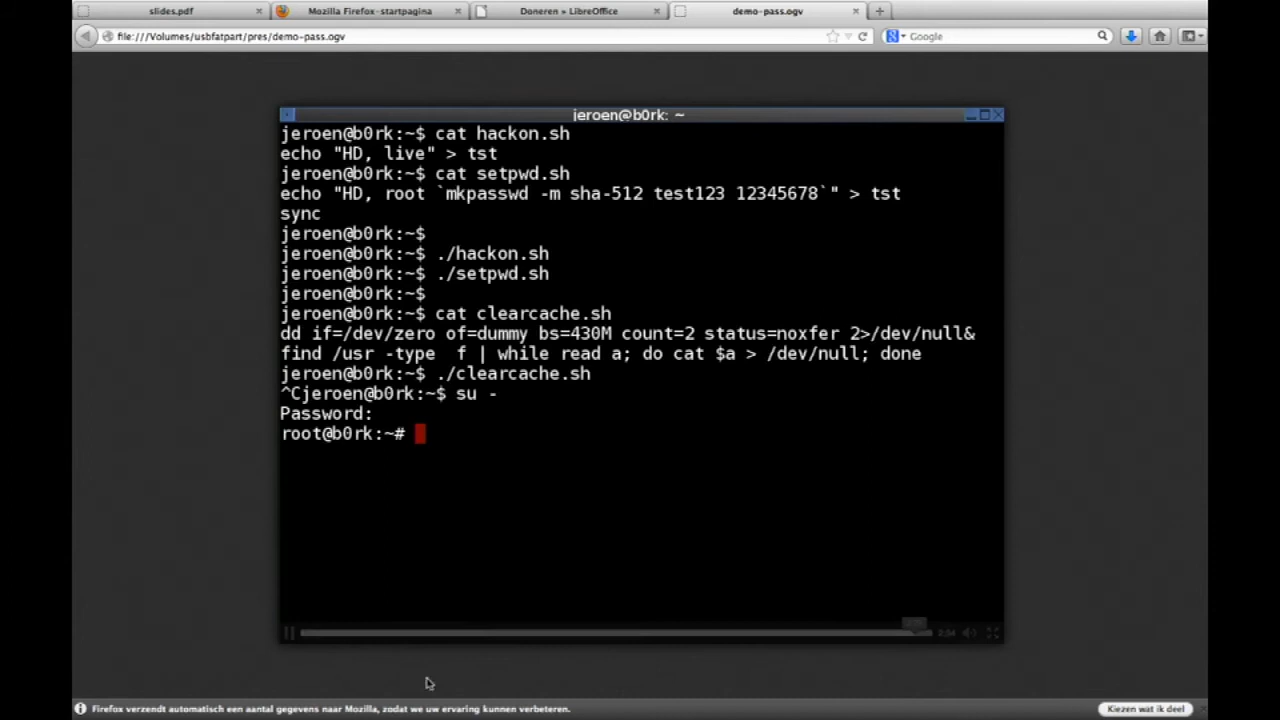 slides.pdf
Mozilla Firefox-startpagina
Doneren » LibreOffice
demo-pass.ogv
file:///Volumes/usbfatpart/pres/demo-pass.ogv
Google
jeroen@b0rk: ~
jeroen@b0rk:~$ cat hackon.sh
echo "HD, live" > tst
jeroen@b0rk:~$ cat setpwd.sh
echo "HD, root `mkpasswd -m sha-512 test123 12345678`" > tst
sync
jeroen@b0rk:~$
jeroen@b0rk:~$ ./hackon.sh
jeroen@b0rk:~$ ./setpwd.sh
jeroen@b0rk:~$
jeroen@b0rk:~$ cat clearcache.sh
dd if=/dev/zero of=dummy bs=430M count=2 status=noxfer 2>/dev/null&
find /usr -type  f | while read a; do cat $a > /dev/null; done
jeroen@b0rk:~$ ./clearcache.sh
^Cjeroen@b0rk:~$ su -
Password:
root@b0rk:~#
Firefox verzendt automatisch een aantal gegevens naar Mozilla, zodat we uw ervaring kunnen verbeteren.
Kiezen wat ik deel